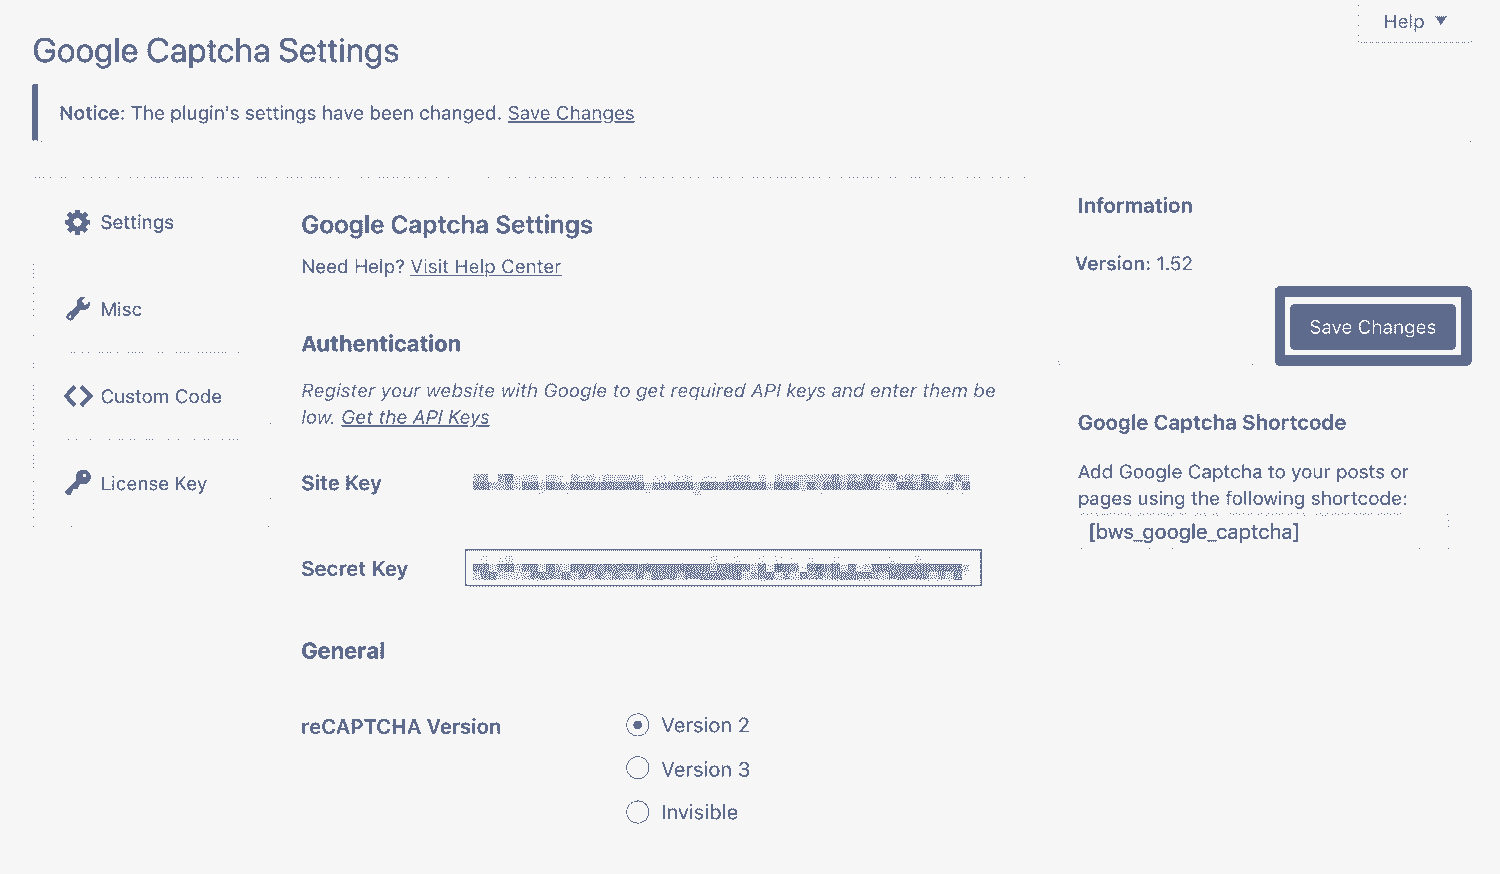 Help
Google Captcha Settings
Notice: The plugin's settings have been changed. Save Changes
Settings
Misc
Custom Code
License Key
Google Captcha Settings
Need Help? Visit Help Center
Authentication
Register your website with Google to get required API keys and enter them be
low. Get the API Keys
Site Key
Secret Key
General
reCAPTCHA Version
Version 2
Version 3
Invisible
Information
Version: 1.52
Save Changes
Google Captcha Shortcode
Add Google Captcha to your posts or
pages using the following shortcode:
[bws_google_captcha]